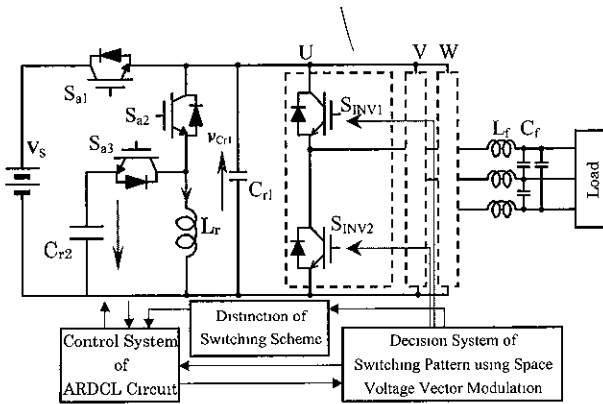 U
V W
Sa1
Sa2
SINV1
Sa3
vCr1
VS
Lf Cf
Load
Cr1
Cr2
Lr
SINV2
Distinction of
Switching Scheme
Control System
of
ARDCL Circuit
Decision System of
Switching Pattern using Space
Voltage Vector Modulation